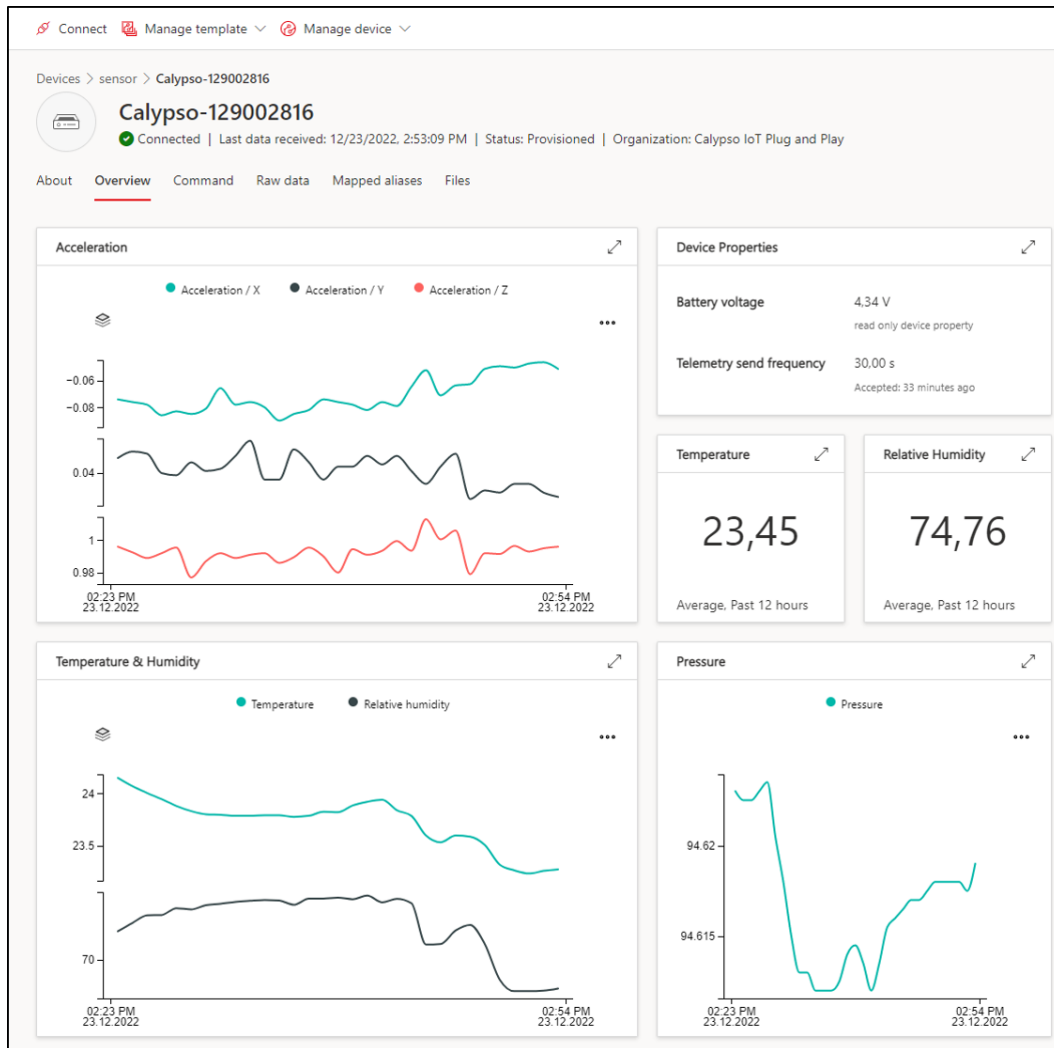 Connect Manage template Manage device
Devices > sensor > Calypso-129002816
Calypso-129002816
Connected | Last data received: 12/23/2022, 2:53:09 PM | Status: Provisioned | Organization: Calypso IoT Plug and Play
About Overview Command Raw data Mapped aliases Files
Acceleration
Acceleration / X Acceleration / Y Acceleration / Z
-0.06
-0.08
0.04
1
0.98
02:23 PM 02:54 PM
23.12.2022 23.12.2022
Device Properties
Battery voltage 4,34 V
read only device property
Telemetry send frequency 30,00 s
Accepted: 33 minutes ago
Temperature
23,45
Average, Past 12 hours
Relative Humidity
74,76
Average, Past 12 hours
Temperature & Humidity
Temperature Relative humidity
24
23.5
70
02:23 PM 02:54 PM
23.12.2022 23.12.2022
Pressure
Pressure
94.62
94.615
02:23 PM 02:54 PM
23.12.2022 23.12.2022